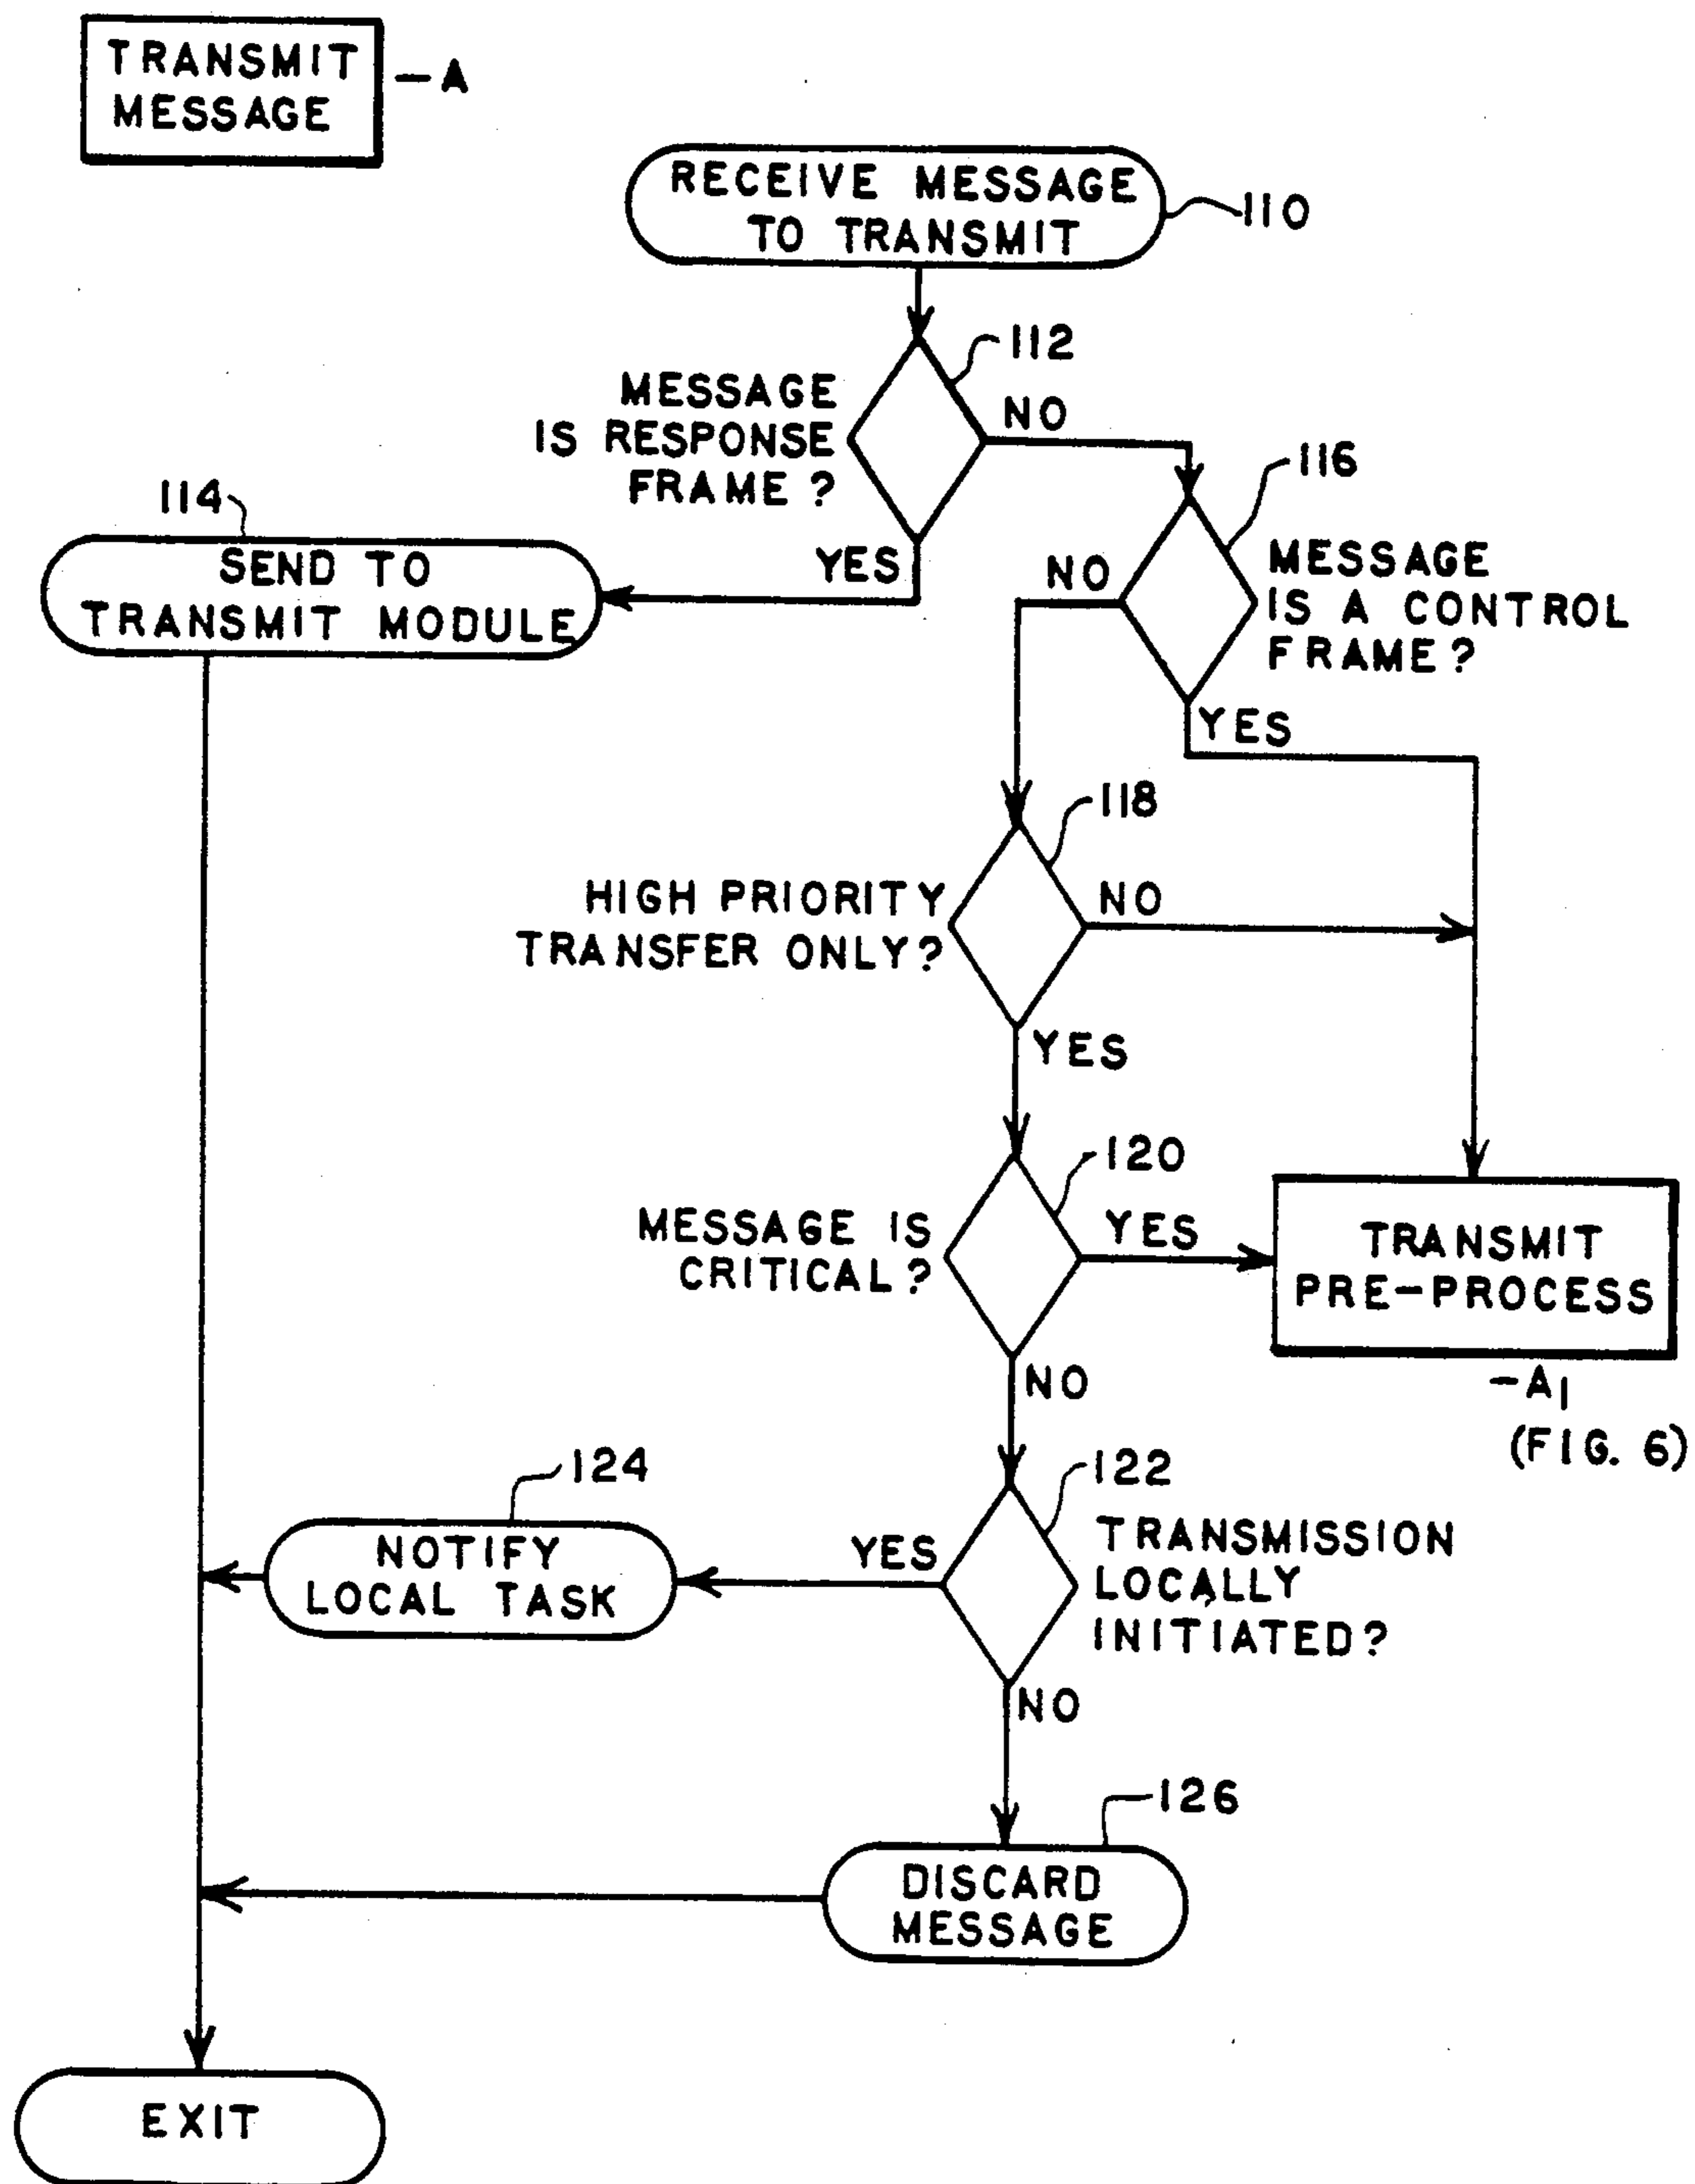 TRANSMIT
MESSAGE
-A
RECEIVE MESSAGE
TO TRANSMIT
110
112
MESSAGE
IS RESPONSE
FRAME?
NO
YES
116
MESSAGE
IS A CONTROL
FRAME?
NO
YES
114
SEND TO
TRANSMIT MODULE
118
HIGH PRIORITY
TRANSFER ONLY?
NO
YES
120
MESSAGE IS
CRITICAL?
YES
NO
TRANSMIT
PRE-PROCESS
-A1
(FIG. 6)
122
TRANSMISSION
LOCALLY
INITIATED?
YES
NO
124
NOTIFY
LOCAL TASK
126
DISCARD
MESSAGE
EXIT